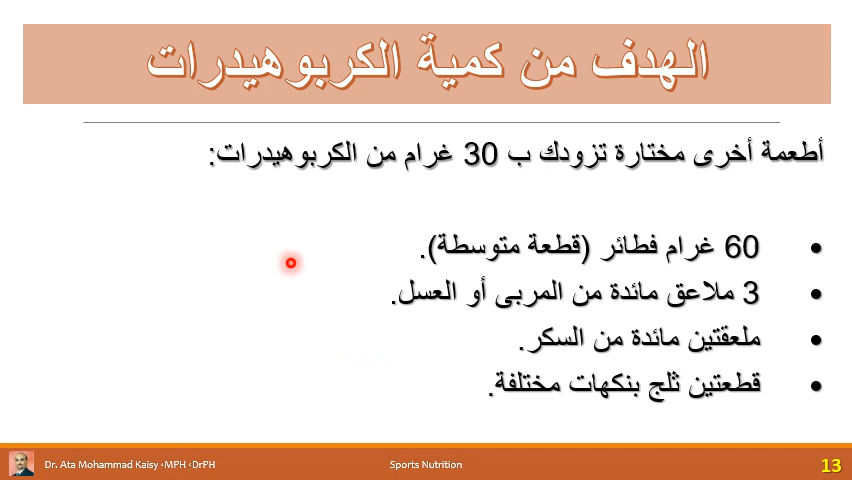 الهدف من كمية الكربوهيدرات
أطعمة أخرى مختارة تزودك ب 30 غرام من الكربوهيدرات:
• 60 غرام فطائر (قطعة متوسطة).
• 3 ملاعق مائدة من المربى أو العسل.
• ملعقتين مائدة من السكر.
• قطعتين ثلج بنكهات مختلفة.
Dr. Ata Mohammad Kaisy ،MPH ،DrPH
Sports Nutrition
13